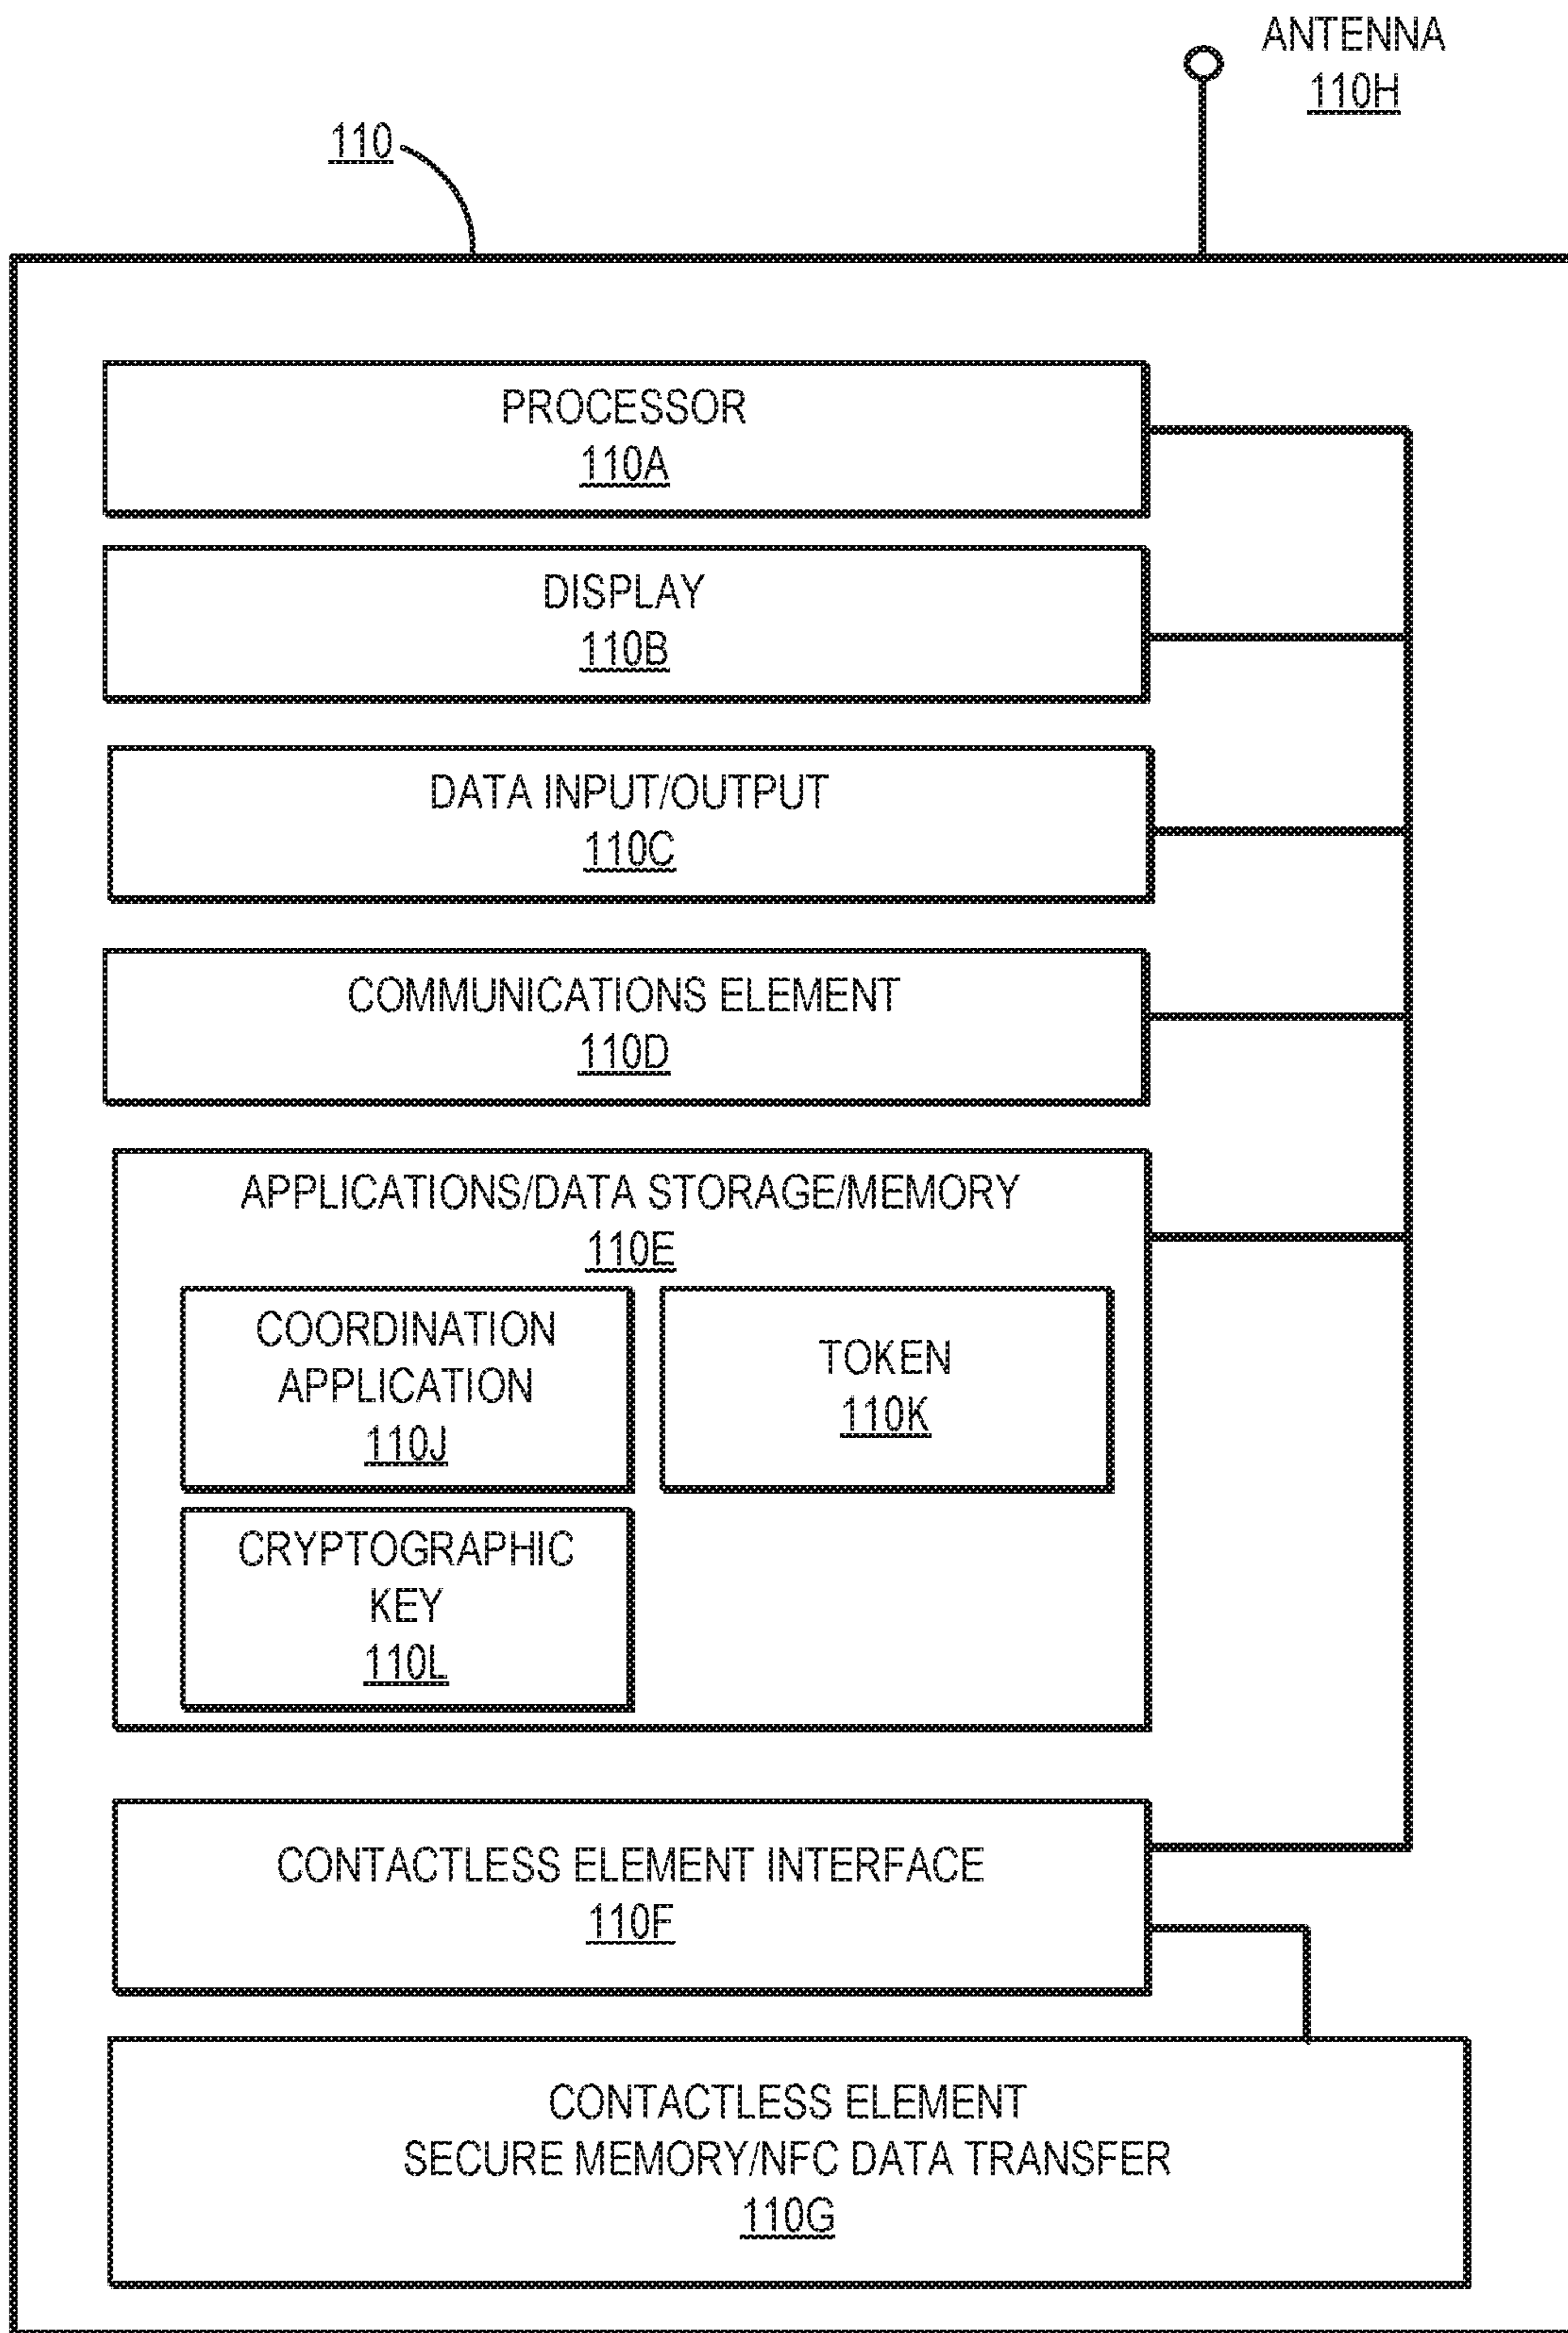 ANTENNA
110H
110
PROCESSOR
110A
DISPLAY
110B
DATA INPUT/OUTPUT
110C
COMMUNICATIONS ELEMENT
110D
APPLICATIONS/DATA STORAGE/MEMORY
110E
COORDINATION
APPLICATION
110J
TOKEN
110K
CRYPTOGRAPHIC
KEY
110L
CONTACTLESS ELEMENT INTERFACE
110F
CONTACTLESS ELEMENT
SECURE MEMORY/NFC DATA TRANSFER
110G